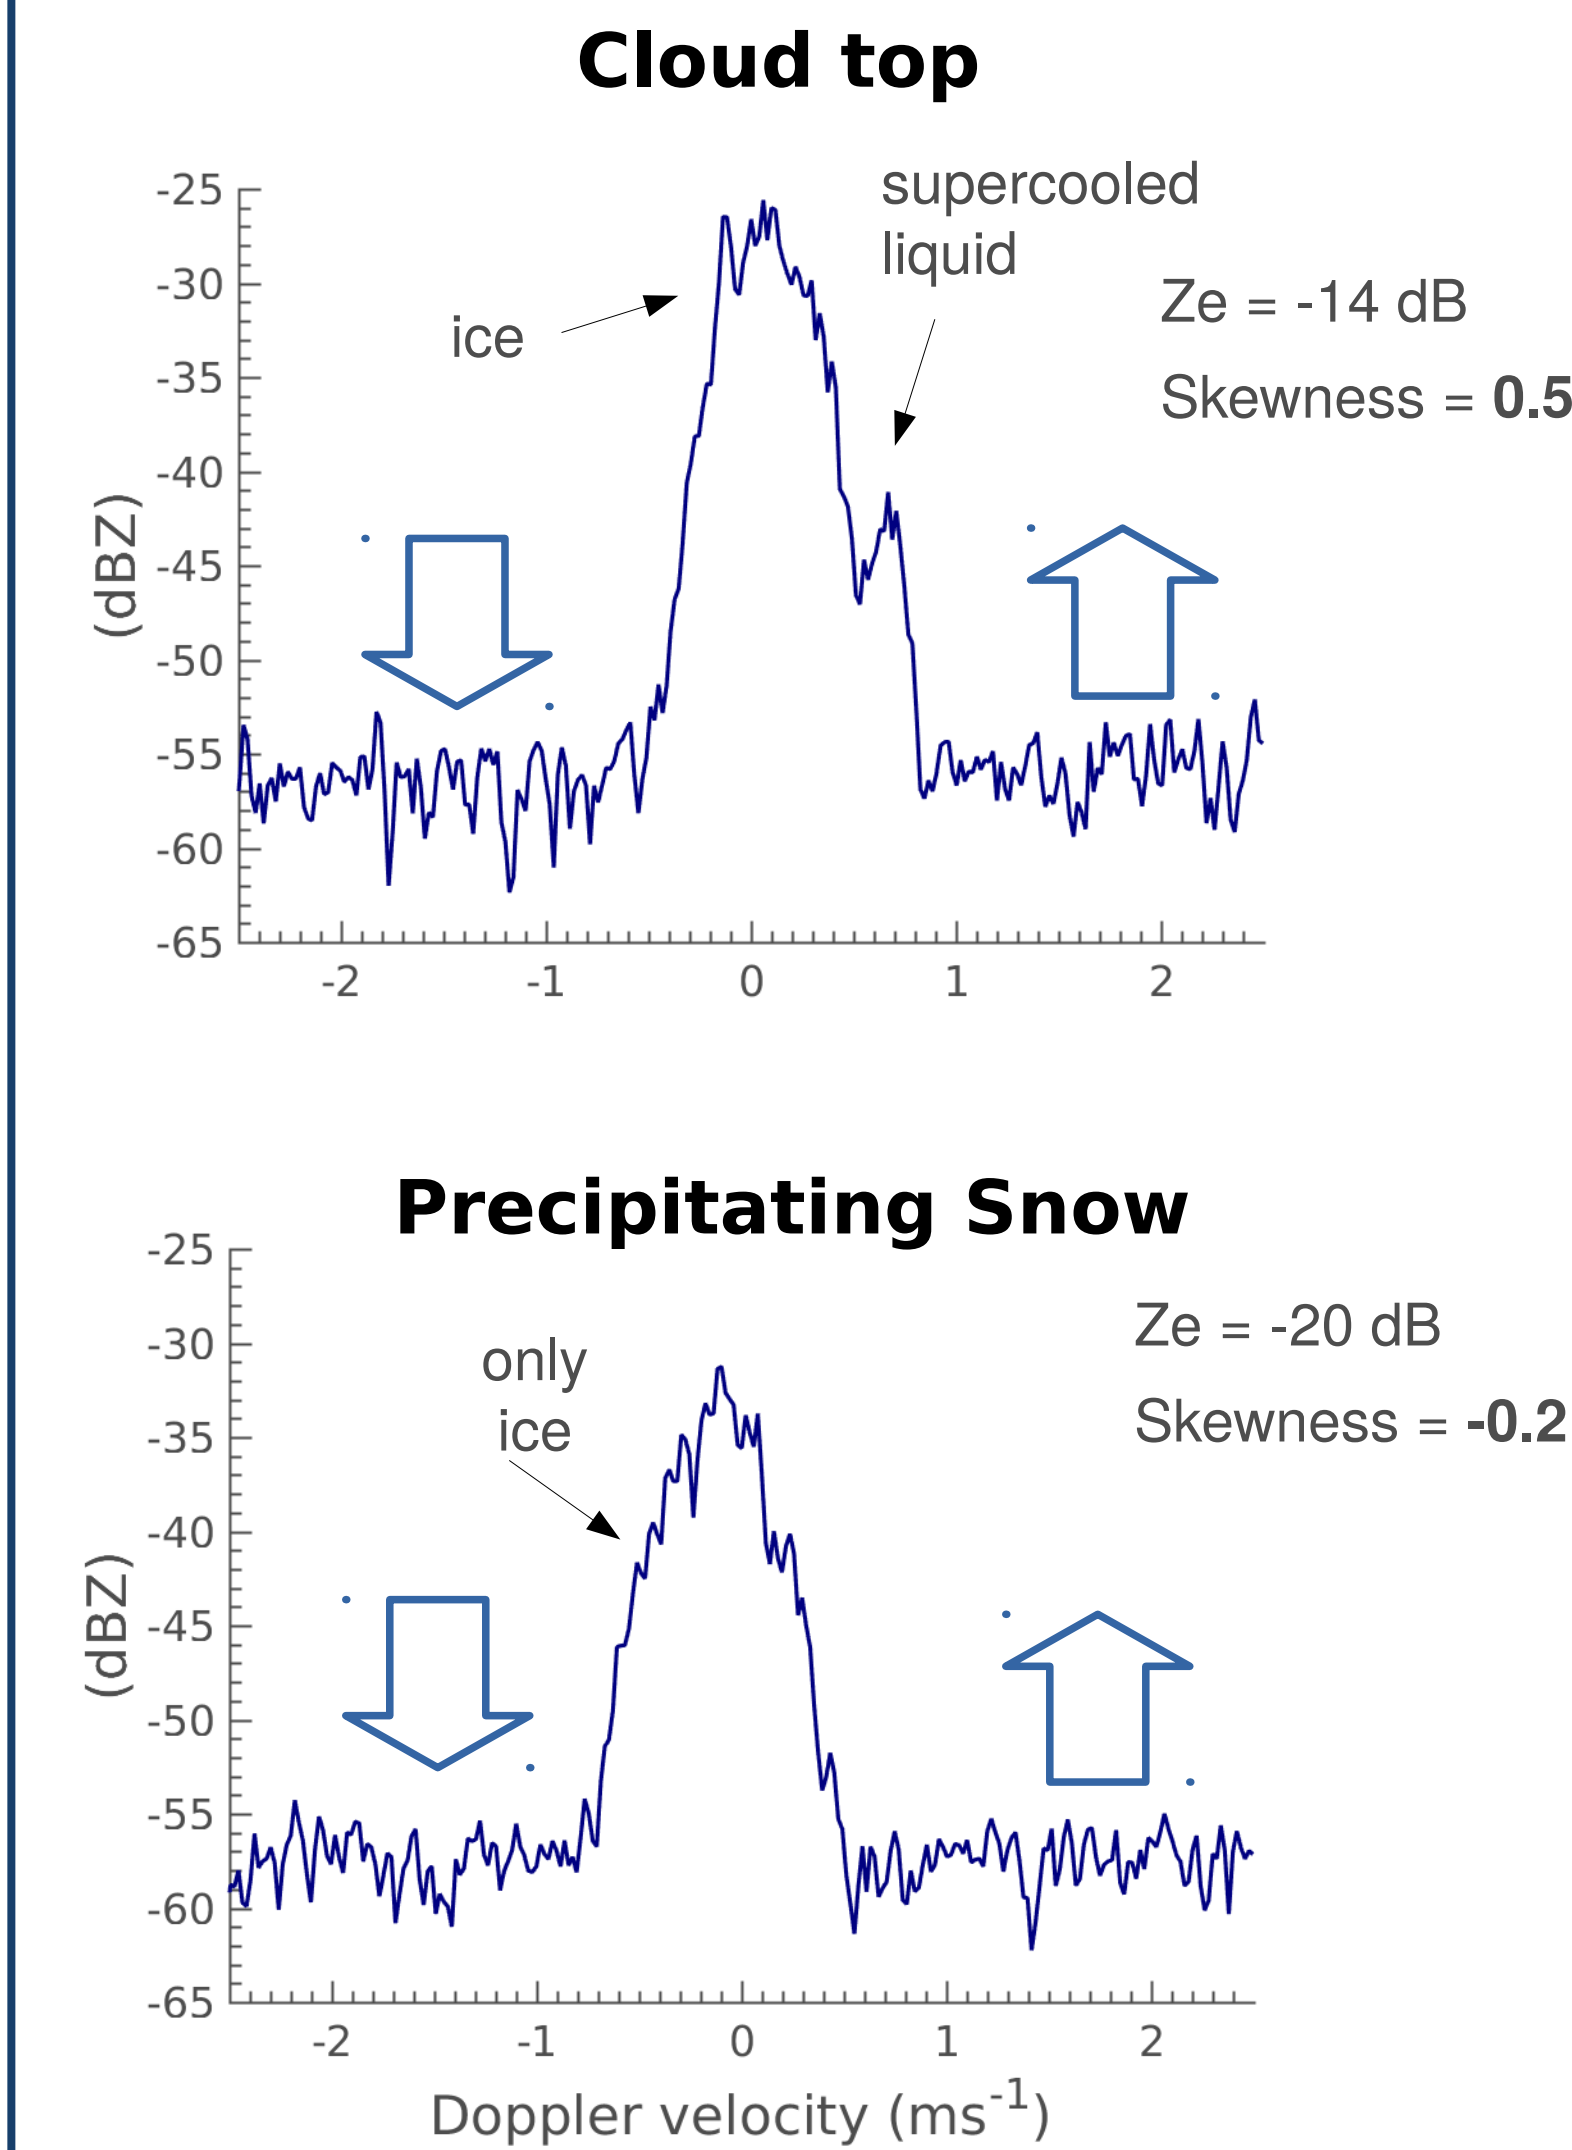 Cloud top
supercooled
liquid
ice
Ze = -14 dB
Skewness = 0.5
(dBZ)
-25
-30
-35
-40
-45
-50
-55
-60
-65
-2 -1 0 1 2
Precipitating Snow
only
ice
Ze = -20 dB
Skewness = -0.2
(dBZ)
-25
-30
-35
-40
-45
-50
-55
-60
-65
-2 -1 0 1 2
Doppler velocity (ms⁻¹)